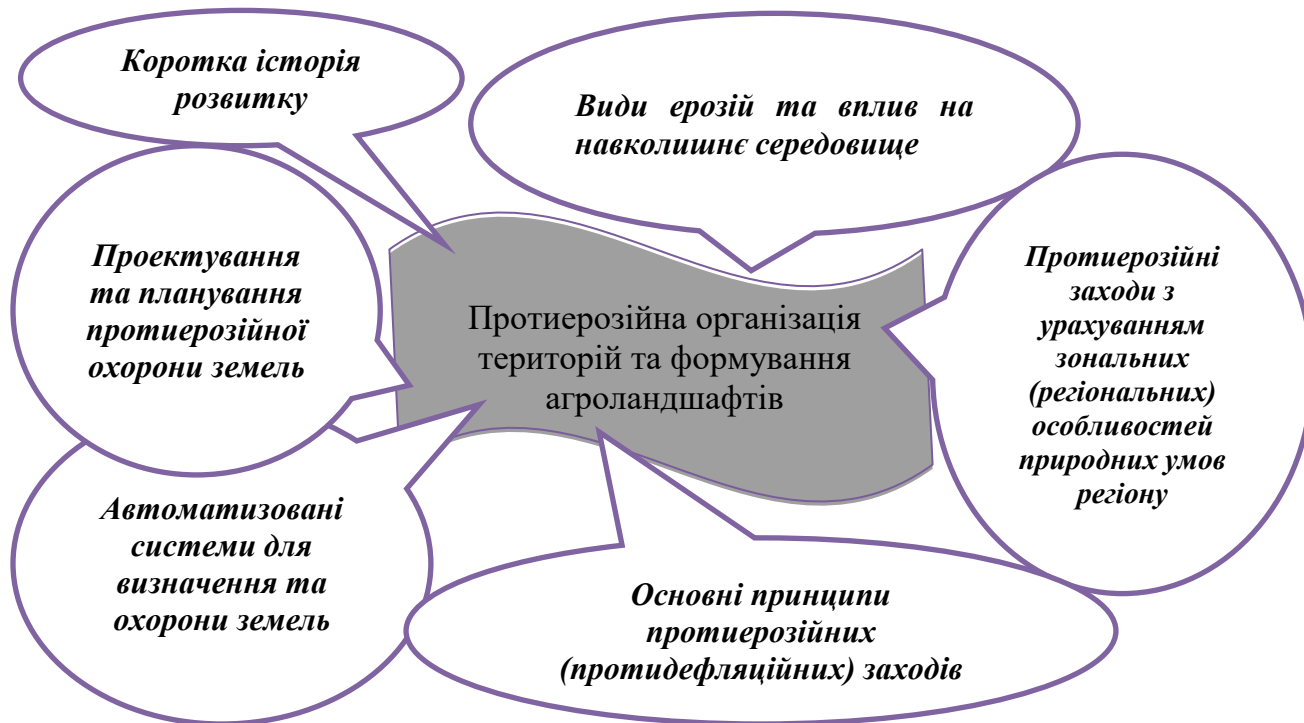 Коротка історія
розвитку
Види ерозій та вплив на
навколишнє середовище
Проектування
та планування
протиерозійної
охорони земель
Протиерозійна організація
територій та формування
агроландшафтів
Протиерозійні
заходи з
урахуванням
зональних
(регіональних)
особливостей
природних умов
регіону
Автоматизовані
системи для
визначення та
охорони земель
Основні принципи
протиерозійних
(протидефляційних) заходів